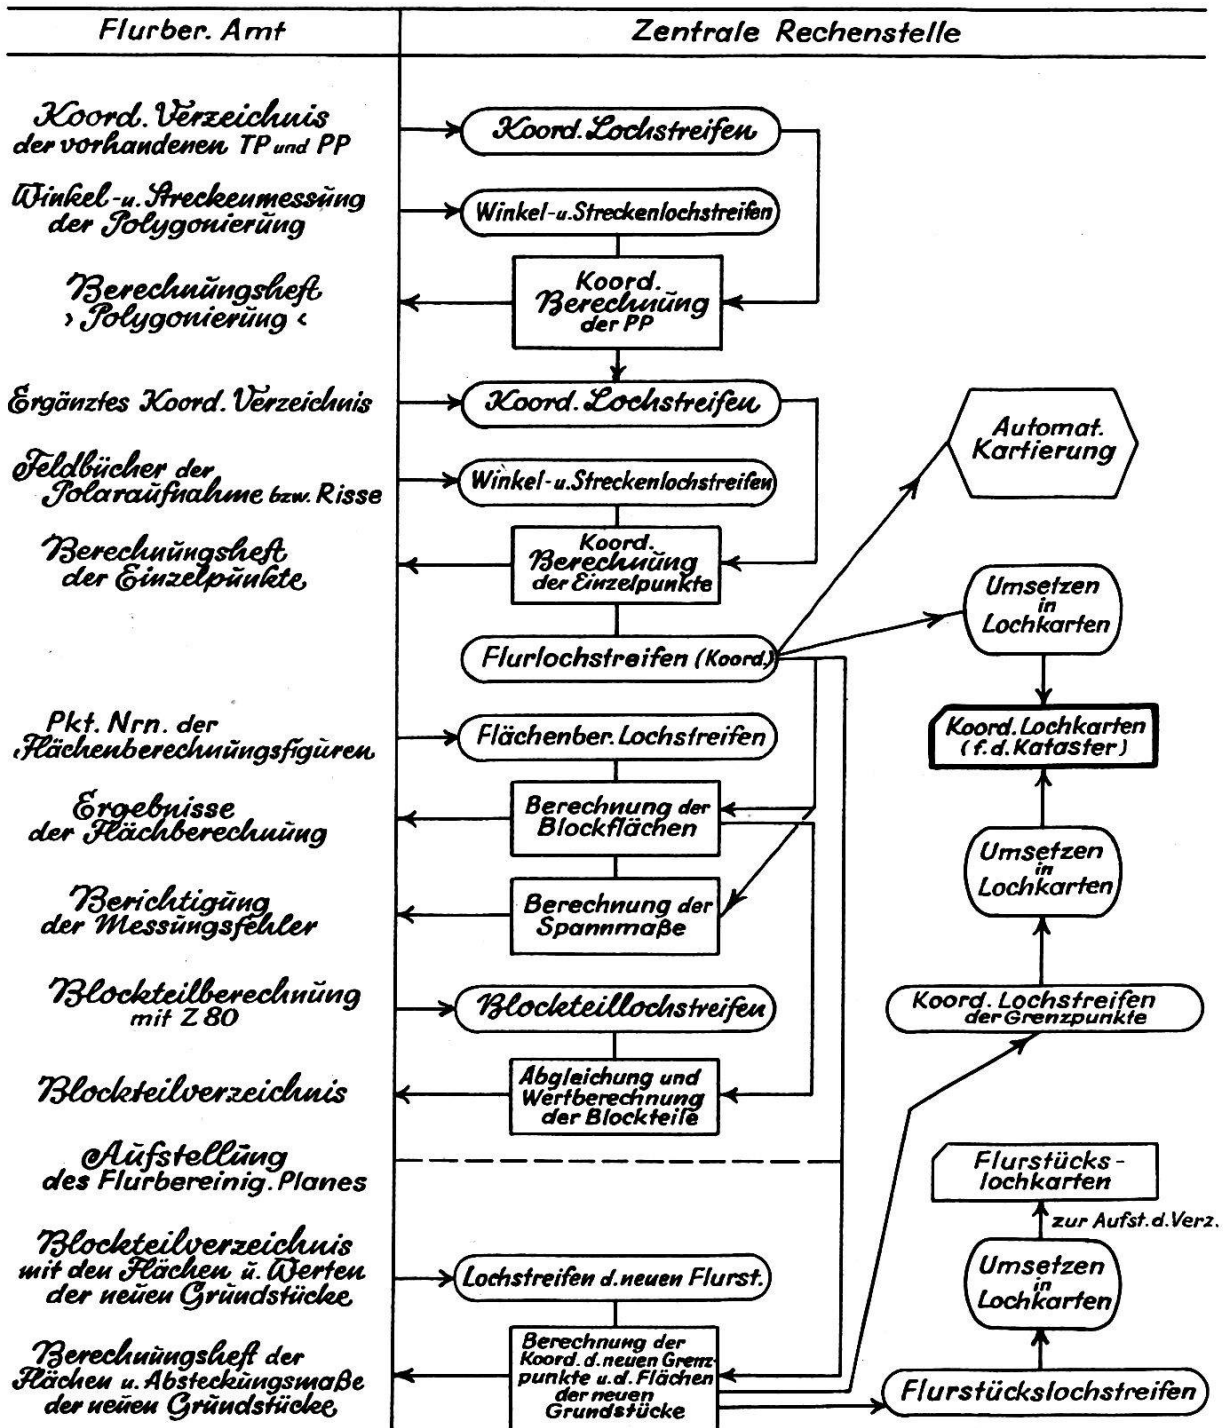 Flurber. Amt
Zentrale Rechenstelle
Koord. Verzeichnis
der vorhandenen TP und PP
Koord. Lochstreifen
Winkel- u. Streckenmessung
der Polygonierung
Winkel- u. Streckenlochstreifen
Berechnungsheft
› Polygonierung ‹
Koord.
Berechnung
der PP
Ergänztes Koord. Verzeichnis
Koord. Lochstreifen
Automat.
Kartierung
Feldbücher der
Polaraufnahme bzw. Risse
Winkel- u. Streckenlochstreifen
Berechnungsheft
der Einzelpunkte
Koord.
Berechnung
der Einzelpunkte
Umsetzen
in
Lochkarten
Flurlochstreifen (Koord.)
Koord. Lochkarten
(f. d. Kataster)
Pkt. Nrn. der
Flächenberechnungsfiguren
Flächenber. Lochstreifen
Ergebnisse
der Flächberechnung
Berechnung der
Blockflächen
Umsetzen
in
Lochkarten
Berichtigung
der Messungsfehler
Berechnung der
Spannmaße
Blockteilberechnung
mit Z 80
Blockteillochstreifen
Koord. Lochstreifen
der Grenzpunkte
Blockteilverzeichnis
Abgleichung und
Wertberechnung
der Blockteile
Aufstellung
des Flurbereinig. Planes
Flurstücks-
lochkarten
zur Aufst. d. Verz.
Blockteilverzeichnis
mit den Flächen u. Werten
der neuen Grundstücke
Lochstreifen d. neuen Flurst.
Umsetzen
in
Lochkarten
Berechnungsheft der
Flächen u. Absteckungsmaße
der neuen Grundstücke
Berechnung der
Koord. d. neuen Grenz-
punkte u. d. Flächen
der neuen
Grundstücke
Flurstückslochstreifen